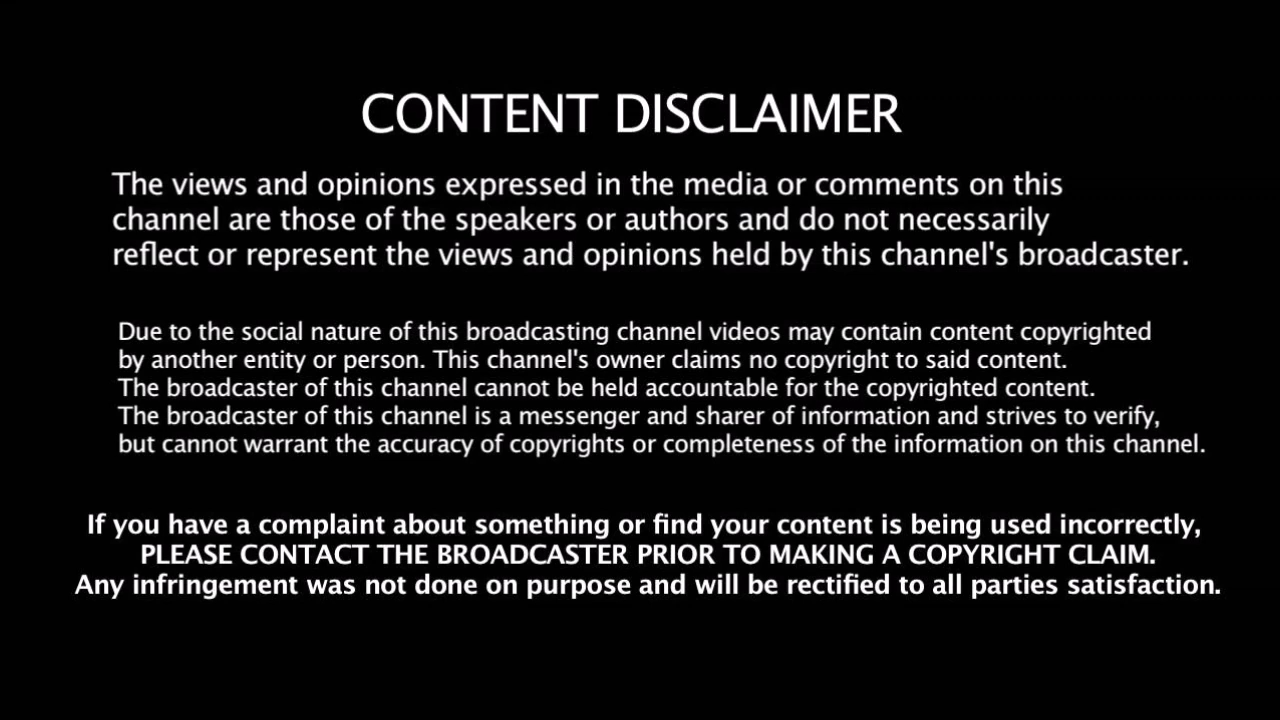 CONTENT DISCLAIMER
The views and opinions expressed in the media or comments on this
channel are those of the speakers or authors and do not necessarily
reflect or represent the views and opinions held by this channel's broadcaster.
Due to the social nature of this broadcasting channel videos may contain content copyrighted
by another entity or person. This channel's owner claims no copyright to said content.
The broadcaster of this channel cannot be held accountable for the copyrighted content.
The broadcaster of this channel is a messenger and sharer of information and strives to verify,
but cannot warrant the accuracy of copyrights or completeness of the information on this channel.
If you have a complaint about something or find your content is being used incorrectly,
PLEASE CONTACT THE BROADCASTER PRIOR TO MAKING A COPYRIGHT CLAIM.
Any infringement was not done on purpose and will be rectified to all parties satisfaction.